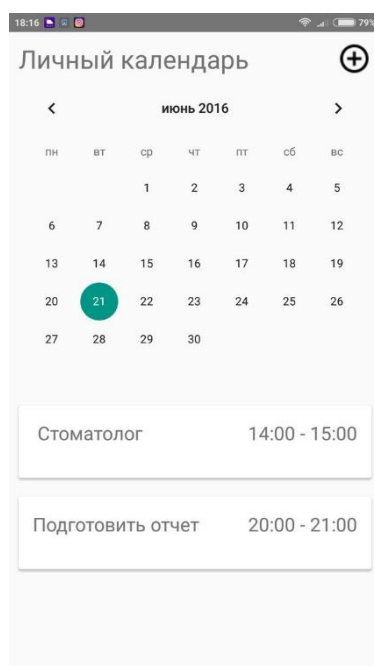 18:16 79%
Личный календарь
июнь 2016
пн вт ср чт пт сб вс
1 2 3 4 5
6 7 8 9 10 11 12
13 14 15 16 17 18 19
20 21 22 23 24 25 26
27 28 29 30
Стоматолог 14:00 - 15:00
Подготовить отчет 20:00 - 21:00